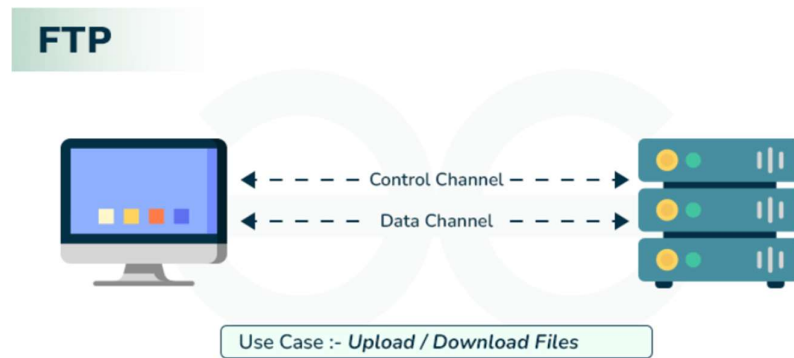 FTP
Control Channel
Data Channel
Use Case :- Upload / Download Files